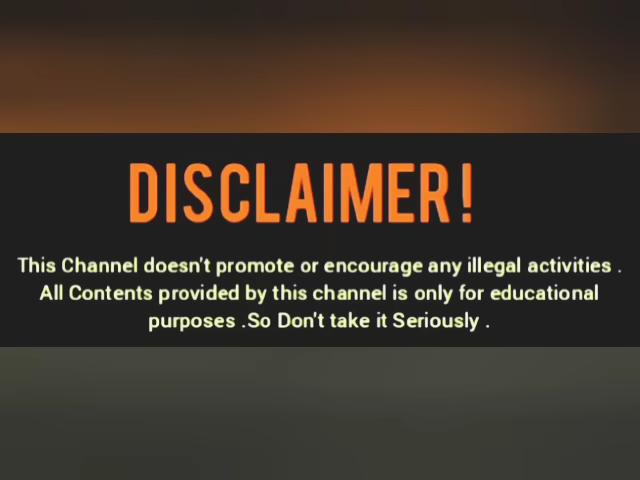 DISCLAIMER!
This Channel doesn't promote or encourage any illegal activities .
All Contents provided by this channel is only for educational
purposes .So Don't take it Seriously .